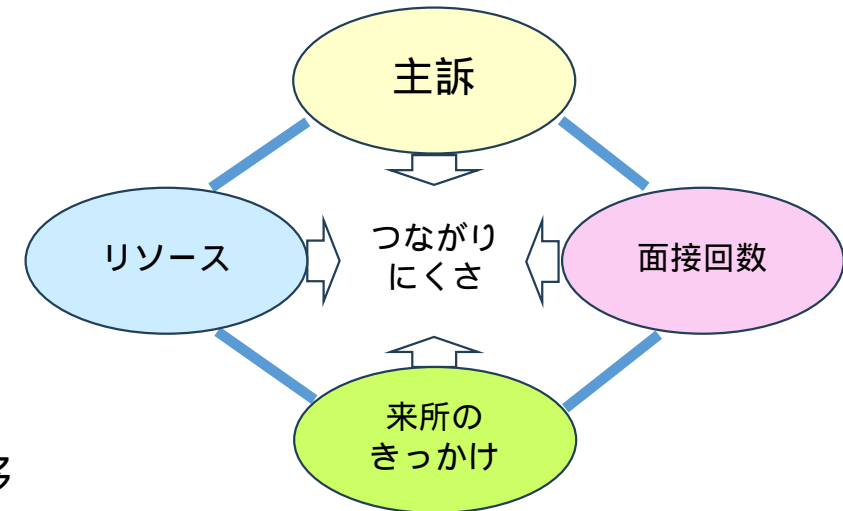 主訴
リソース
つながり
にくさ
面接回数
来所の
きっかけ